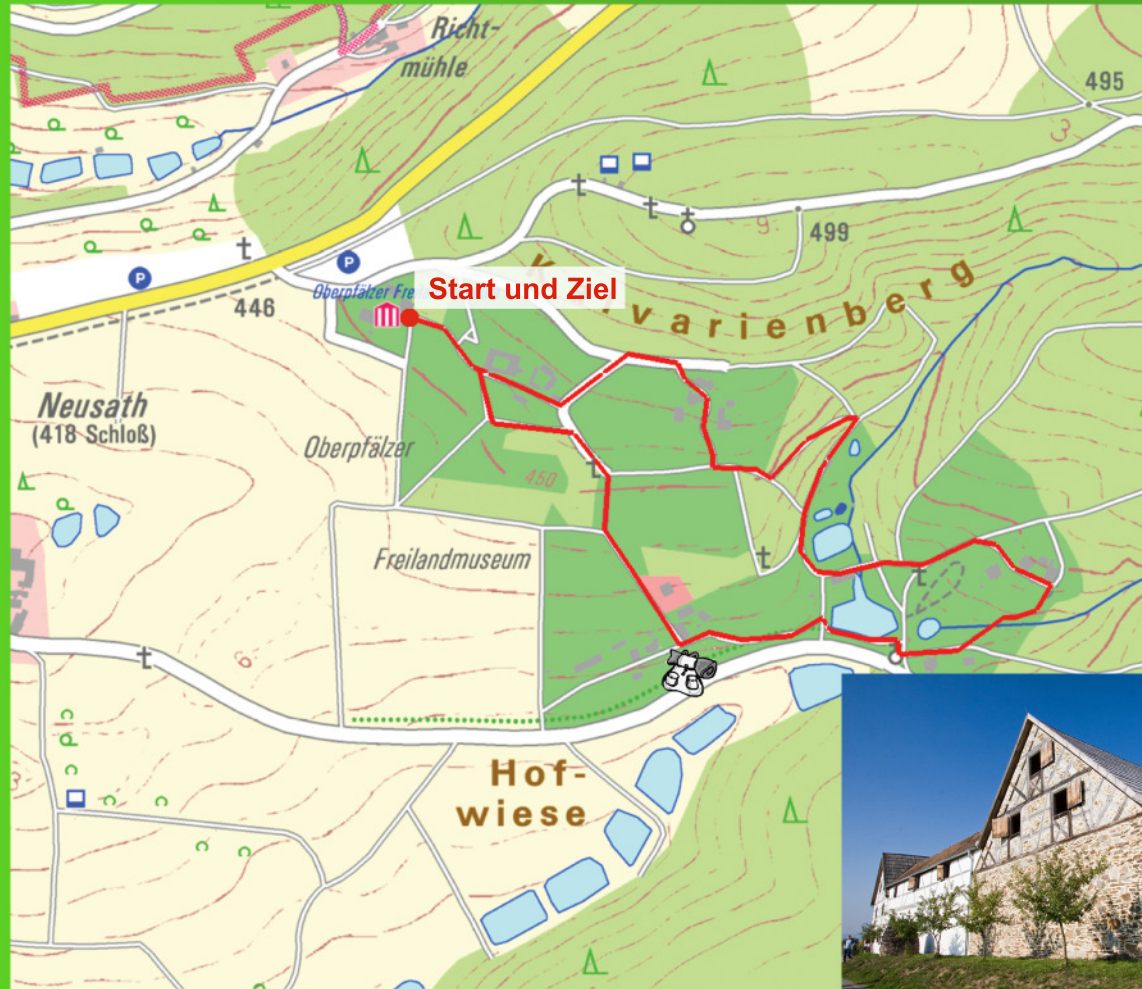 Richt-
mühle
495
P
P
499
Oberpfälzer Fre
Start und Ziel
446
varienberg
Neusath
(418 Schloß)
Oberpfälzer
450
Freilandmuseum
Hof-
wiese